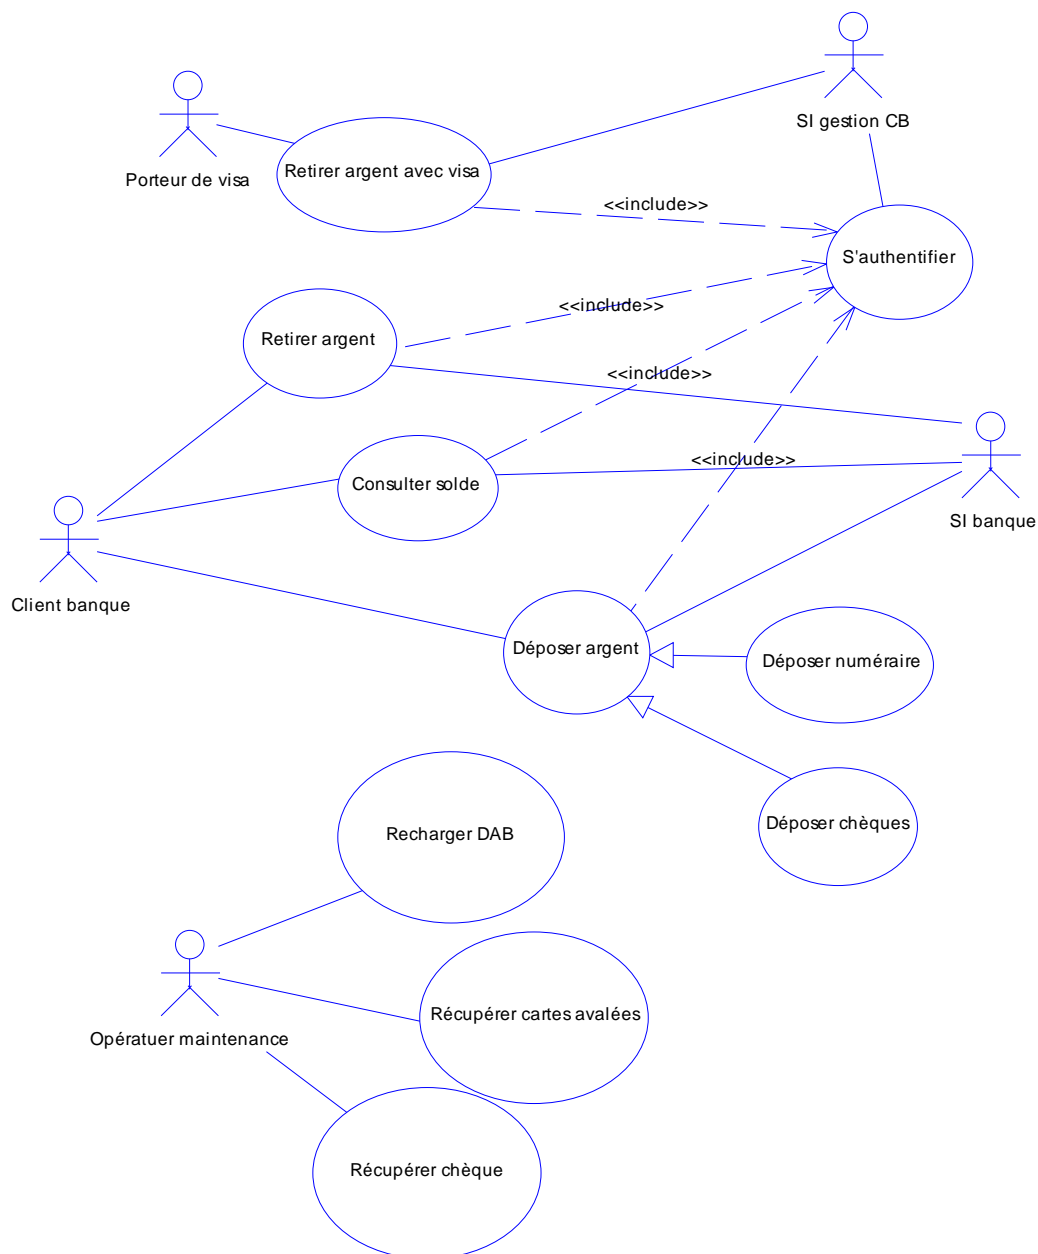 SI gestion CB
Retirer argent avec visa
Porteur de visa
<<include>>
S'authentifier
<<include>>
Retirer argent
<<include>>
<<include>>
Consulter solde
SI banque
Client banque
Déposer argent
Déposer numéraire
Déposer chèques
Recharger DAB
Récupérer cartes avalées
Opératuer maintenance
Récupérer chèque